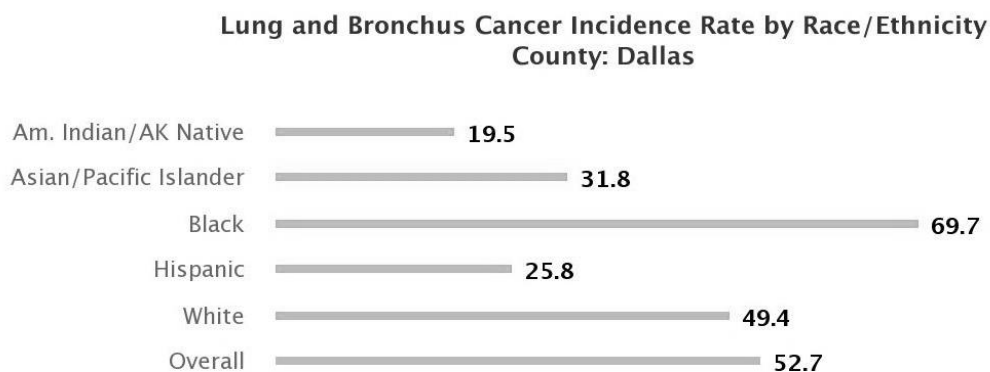 Lung and Bronchus Cancer Incidence Rate by Race/Ethnicity
County: Dallas
Am. Indian/AK Native 19.5
Asian/Pacific Islander 31.8
Black 69.7
Hispanic 25.8
White 49.4
Overall 52.7